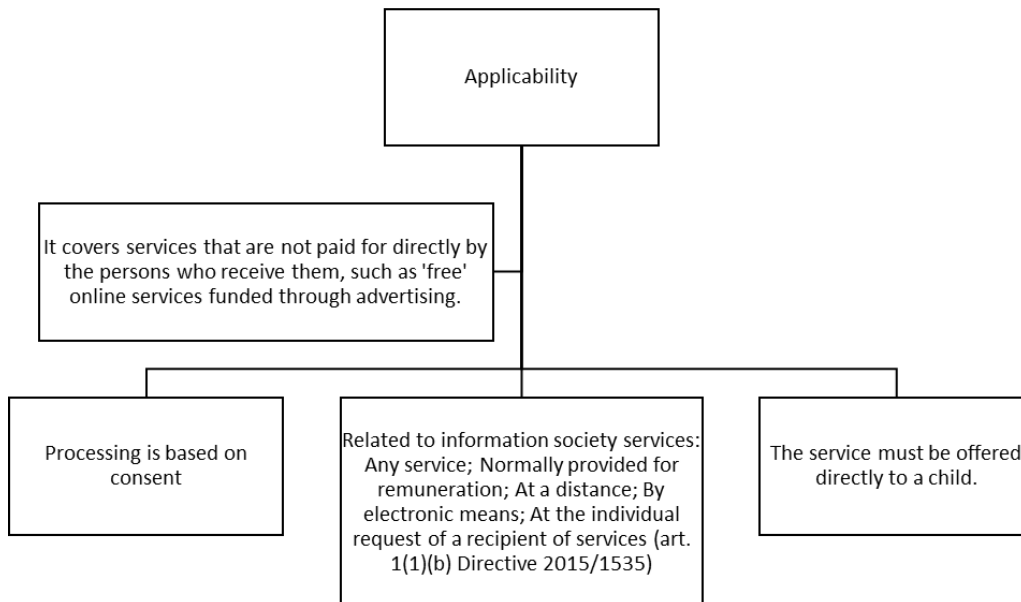 Applicability
It covers services that are not paid for directly by
the persons who receive them, such as 'free'
online services funded through advertising.
Processing is based on
consent
Related to information society services:
Any service; Normally provided for
remuneration; At a distance; By
electronic means; At the individual
request of a recipient of services (art.
1(1)(b) Directive 2015/1535)
The service must be offered
directly to a child.